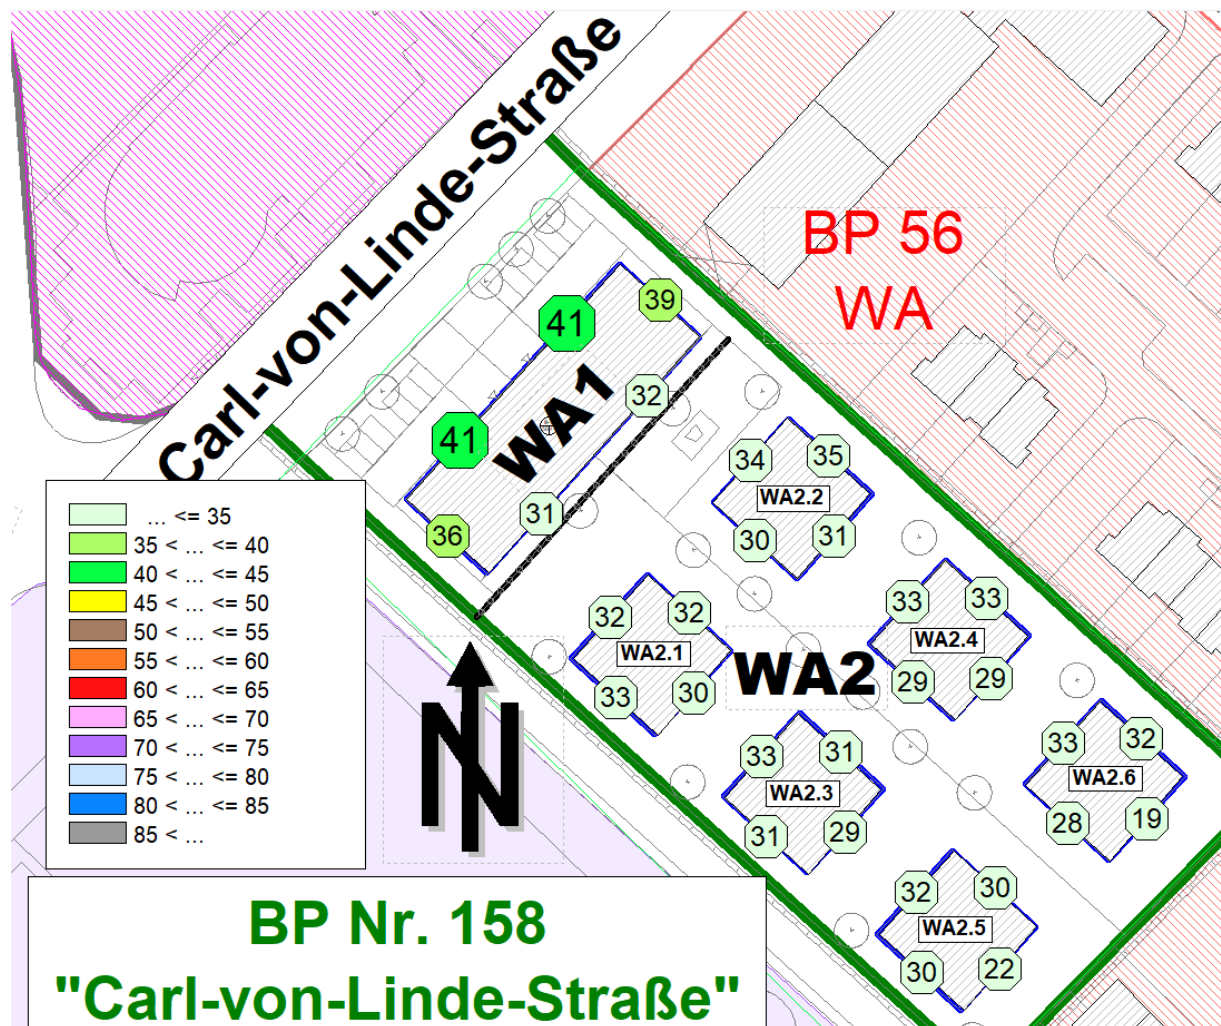 Carl-von-Linde-Straße
BP 56
WA
39
41
32
41
WA1
31
36
34
35
WA2.2
30
31
32
32
WA2.1
33
30
33
33
WA2.4
29
29
WA2
33
31
WA2.3
31
29
33
32
WA2.6
28
19
32
30
WA2.5
30
22
... <= 35
35 < ... <= 40
40 < ... <= 45
45 < ... <= 50
50 < ... <= 55
55 < ... <= 60
60 < ... <= 65
65 < ... <= 70
70 < ... <= 75
75 < ... <= 80
80 < ... <= 85
85 < ...
N
BP Nr. 158
"Carl-von-Linde-Straße"